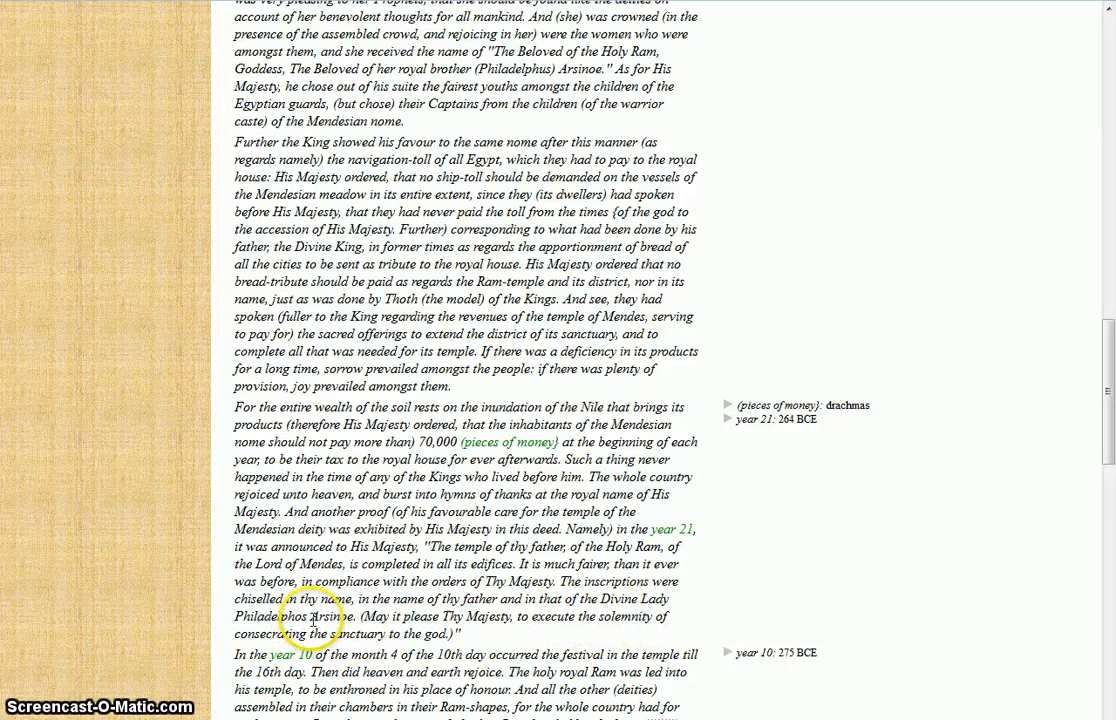 was very pleasing to her Prophets, that she should be found like the deities on
account of her benevolent thoughts for all mankind. And (she) was crowned (in the
presence of the assembled crowd, and rejoicing in her) were the women who were
amongst them, and she received the name of "The Beloved of the Holy Ram,
Goddess, The Beloved of her royal brother (Philadelphus) Arsinoe." As for His
Majesty, he chose out of his suite the fairest youths amongst the children of the
Egyptian guards, (but chose) their Captains from the children (of the warrior
caste) of the Mendesian nome.
Further the King showed his favour to the same nome after this manner (as
regards namely) the navigation-toll of all Egypt, which they had to pay to the royal
house: His Majesty ordered, that no ship-toll should be demanded on the vessels of
the Mendesian meadow in its entire extent, since they (its dwellers) had spoken
before His Majesty, that they had never paid the toll from the times {of the god to
the accession of His Majesty. Further) corresponding to what had been done by his
father, the Divine King, in former times as regards the apportionment of bread of
all the cities to be sent as tribute to the royal house. His Majesty ordered that no
bread-tribute should be paid as regards the Ram-temple and its district, nor in its
name, just as was done by Thoth (the model) of the Kings. And see, they had
spoken (fuller to the King regarding the revenues of the temple of Mendes, serving
to pay for) the sacred offerings to extend the district of its sanctuary, and to
complete all that was needed for its temple. If there was a deficiency in its products
for a long time, sorrow prevailed amongst the people: if there was plenty of
provision, joy prevailed amongst them.
For the entire wealth of the soil rests on the inundation of the Nile that brings its
products (therefore His Majesty ordered, that the inhabitants of the Mendesian
nome should not pay more than) 70,000 (pieces of money} at the beginning of each
year, to be their tax to the royal house for ever afterwards. Such a thing never
happened in the time of any of the Kings who lived before him. The whole country
rejoiced unto heaven, and burst into hymns of thanks at the royal name of His
Majesty. And another proof (of his favourable care for the temple of the
Mendesian deity was exhibited by His Majesty in this deed. Namely) in the year 21,
it was announced to His Majesty, "The temple of thy father, of the Holy Ram, of
the Lord of Mendes, is completed in all its edifices. It is much fairer, than it ever
was before, in compliance with the orders of Thy Majesty. The inscriptions were
chiselled in thy name, in the name of thy father and in that of the Divine Lady
Philadelphos Arsinoe. (May it please Thy Majesty, to execute the solemnity of
consecrating the sanctuary to the god.)"
In the year 10 of the month 4 of the 10th day occurred the festival in the temple till
the 16th day. Then did heaven and earth rejoice. The holy royal Ram was led into
his temple, to be enthroned in his place of honour. And all the other (deities)
assembled in their chambers in their Ram-shapes, for the whole country had for
(pieces of money}: drachmas
year 21: 264 BCE
year 10: 275 BCE
Screencast-O-Matic.com